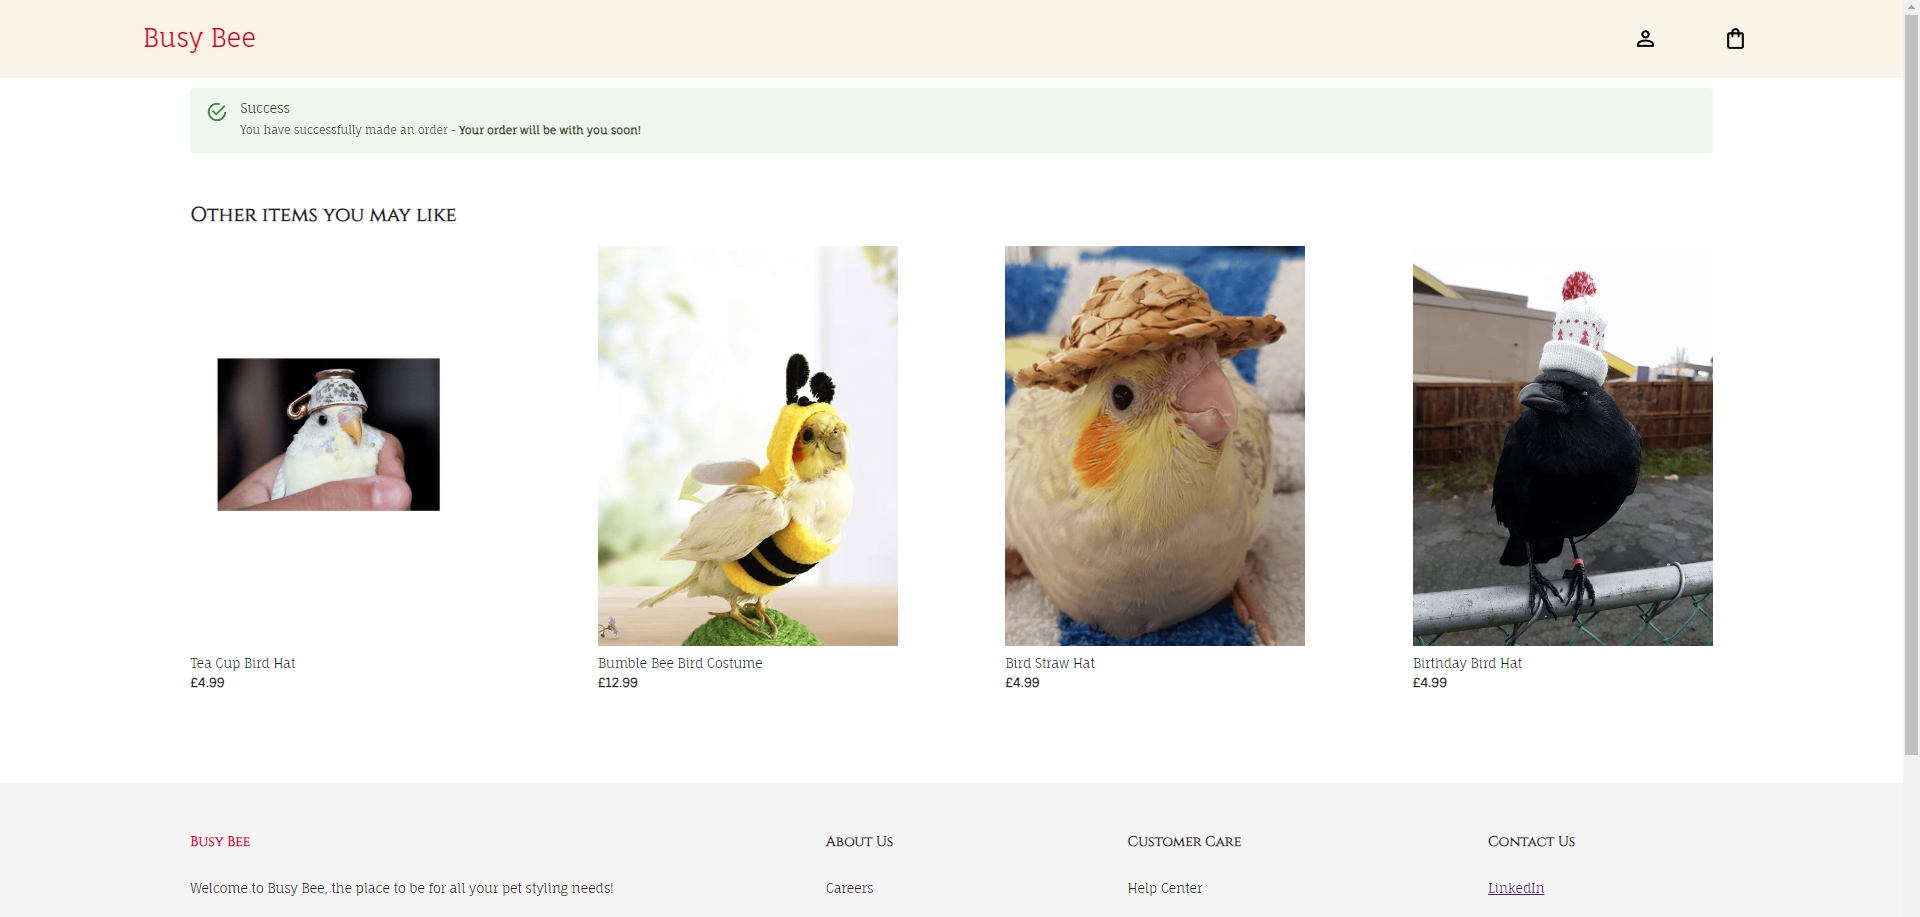 Busy Bee
Success
You have successfully made an order - Your order will be with you soon!
Other items you may like
Tea Cup Bird Hat
£4.99
Bumble Bee Bird Costume
£12.99
Bird Straw Hat
£4.99
Birthday Bird Hat
£4.99
Busy Bee
Welcome to Busy Bee, the place to be for all your pet styling needs!
About Us
Careers
Customer Care
Help Center
Contact Us
LinkedIn